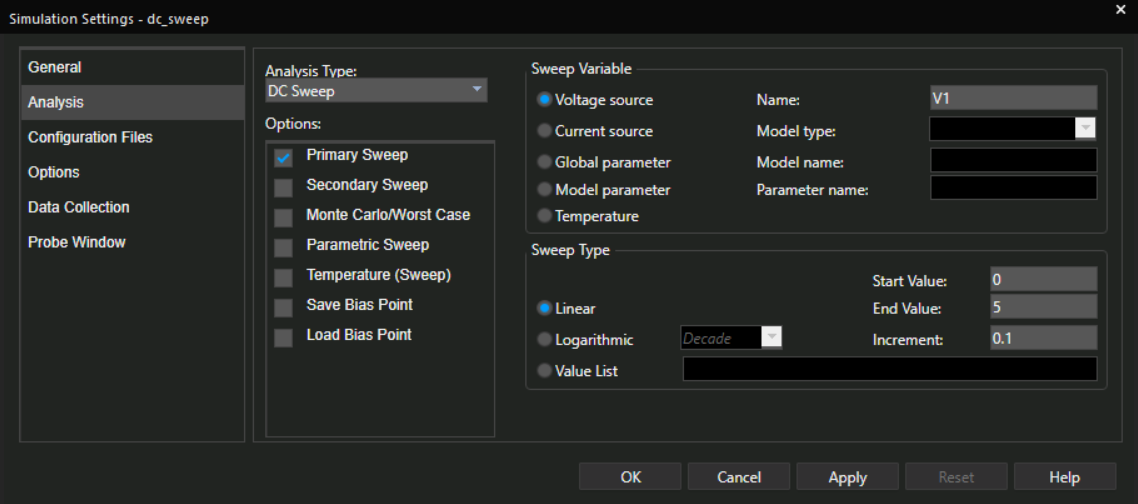 Simulation Settings - dc_sweep
×
General
Analysis
Configuration Files
Options
Data Collection
Probe Window
Analysis Type:
DC Sweep
Options:
Primary Sweep
Secondary Sweep
Monte Carlo/Worst Case
Parametric Sweep
Temperature (Sweep)
Save Bias Point
Load Bias Point
Sweep Variable
Voltage source
Name:
V1
Current source
Model type:
Global parameter
Model name:
Model parameter
Parameter name:
Temperature
Sweep Type
Start Value:
0
Linear
End Value:
5
Logarithmic
Decade
Increment:
0.1
Value List
OK
Cancel
Apply
Reset
Help